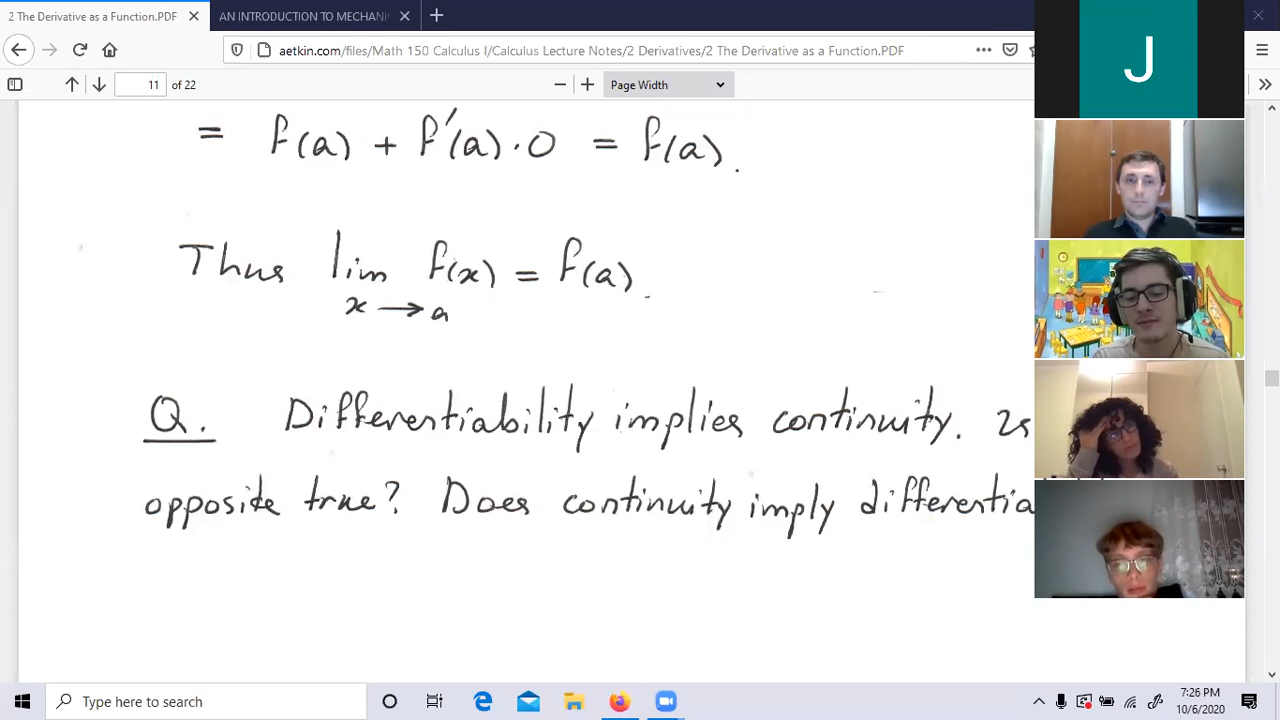 2 The Derivative as a Function.PDF
AN INTRODUCTION TO MECHANI
aetkin.com/files/Math 150 Calculus I/Calculus Lecture Notes/2 Derivatives/2 The Derivative as a Function.PDF
11 of 22
Page Width
= f(a) + f'(a) · 0 = f(a).
Thus lim f(x) = f(a).
x → a
Q. Differentiability implies continuity. Is
opposite true? Does continuity imply differentia
J
Type here to search
7:26 PM
10/6/2020